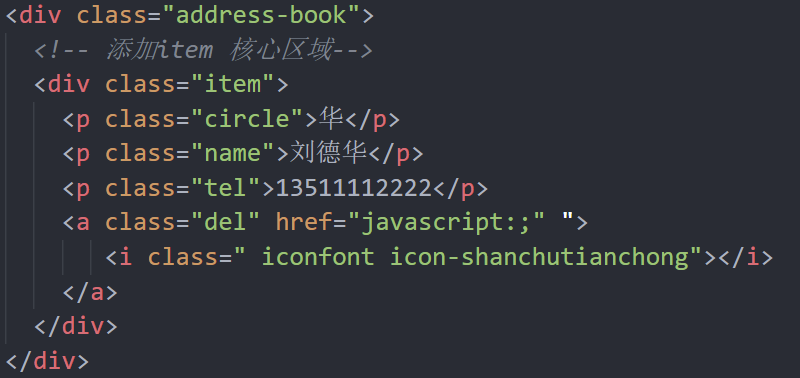 <div class="address-book">
<!-- 添加item 核心区域-->
<div class="item">
<p class="circle">华</p>
<p class="name">刘德华</p>
<p class="tel">13511112222</p>
<a class="del" href="javascript:;" ">
<i class=" iconfont icon-shanchutianchong"></i>
</a>
</div>
</div>